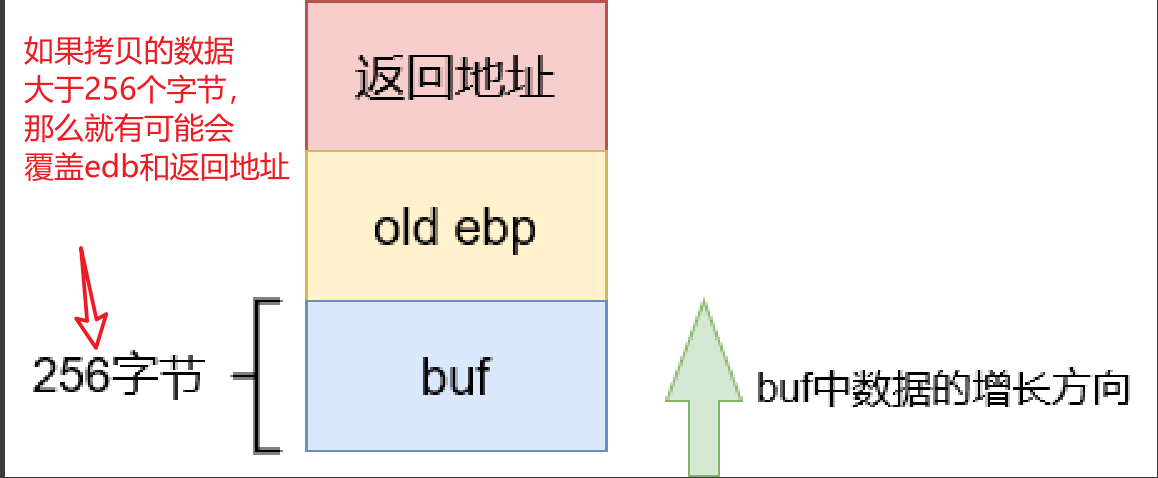 如果拷贝的数据
大于256个字节，
那么就有可能会
覆盖edb和返回地址
返回地址
old ebp
256字节
buf
buf中数据的增长方向